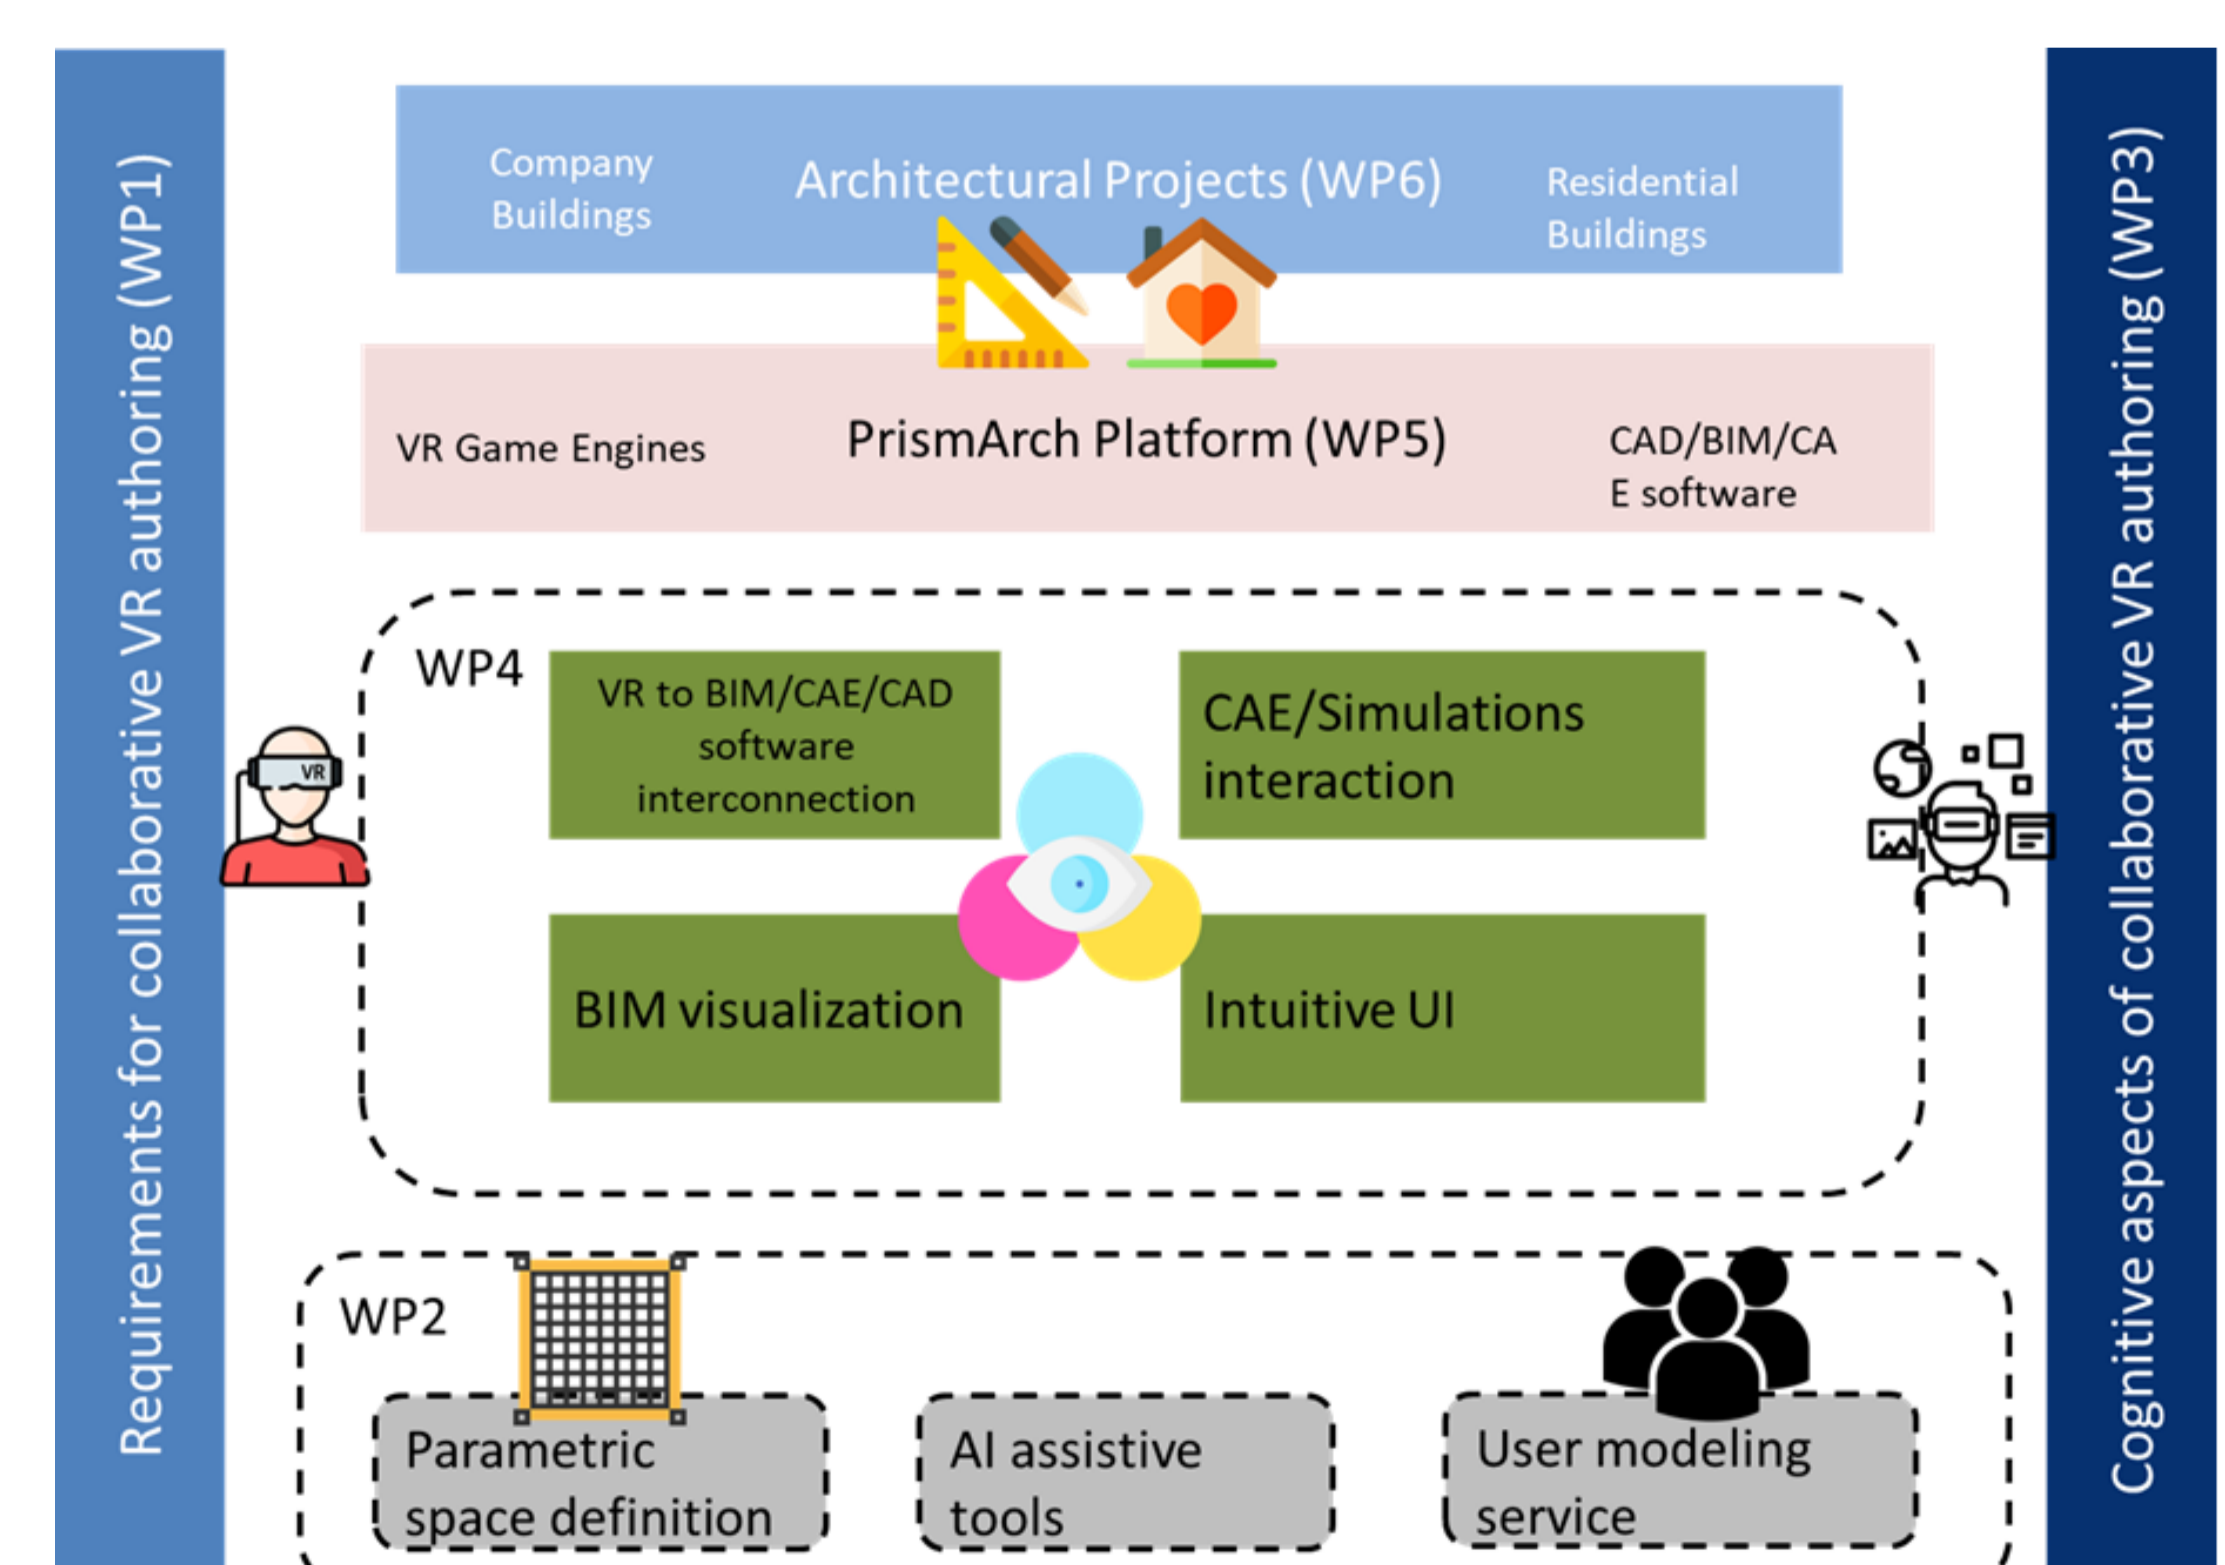 Requirements for collaborative VR authoring (WP1)
Company
Buildings
Architectural Projects (WP6)
Residential
Buildings
VR Game Engines
PrismArch Platform (WP5)
CAD/BIM/CA
E software
WP4
VR to BIM/CAE/CAD
software
interconnection
CAE/Simulations
interaction
VR
BIM visualization
Intuitive UI
WP2
Parametric
space definition
AI assistive
tools
User modeling
service
Cognitive aspects of collaborative VR authoring (WP3)